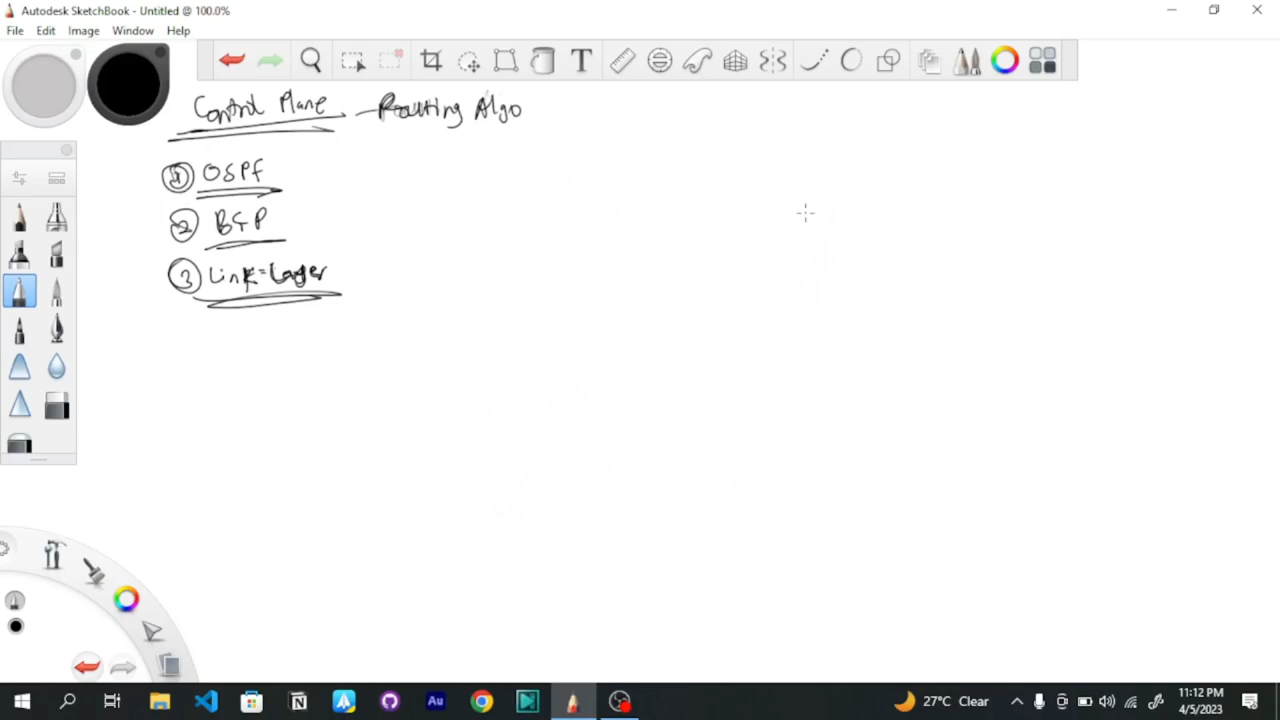 Autodesk SketchBook - Untitled @ 100.0%
File Edit Image Window Help
Control Plane - Routing Algo
① OSPf
② BGP
③ Link-Layer
27°C Clear
11:12 PM
4/5/2023